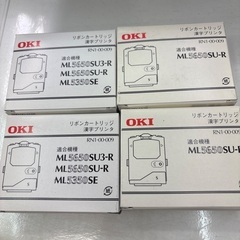 OKI
リボンカートリッジ
漢字プリンタ
RN1-00-009
適合機種
ML5650SU3-R
ML5650SU-R
ML5350SE
OKI
リボンカートリッジ
漢字プリンタ
RN1-00-009
適合機種
ML5650SU-R
OKI
リボンカートリッジ
漢字プリンタ
RN1-00-009
適合機種
ML5650SU3-R
ML5650SU-R
ML5350SE
OKI
リボンカートリッジ
漢字プリンタ
RN1-00-009
適合機種
ML5650SU-R